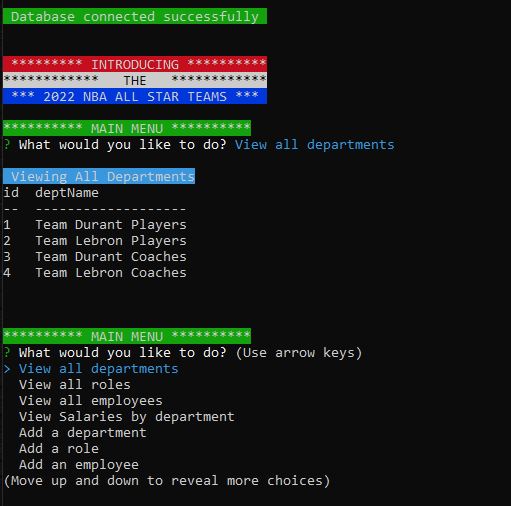 Database connected successfully
********* INTRODUCING **********
************   THE   ************
*** 2022 NBA ALL STAR TEAMS ***
********** MAIN MENU **********
? What would you like to do? View all departments
Viewing All Departments
id  deptName
--  -------------------
1   Team Durant Players
2   Team Lebron Players
3   Team Durant Coaches
4   Team Lebron Coaches
********** MAIN MENU **********
? What would you like to do? (Use arrow keys)
> View all departments
View all roles
View all employees
View Salaries by department
Add a department
Add a role
Add an employee
(Move up and down to reveal more choices)